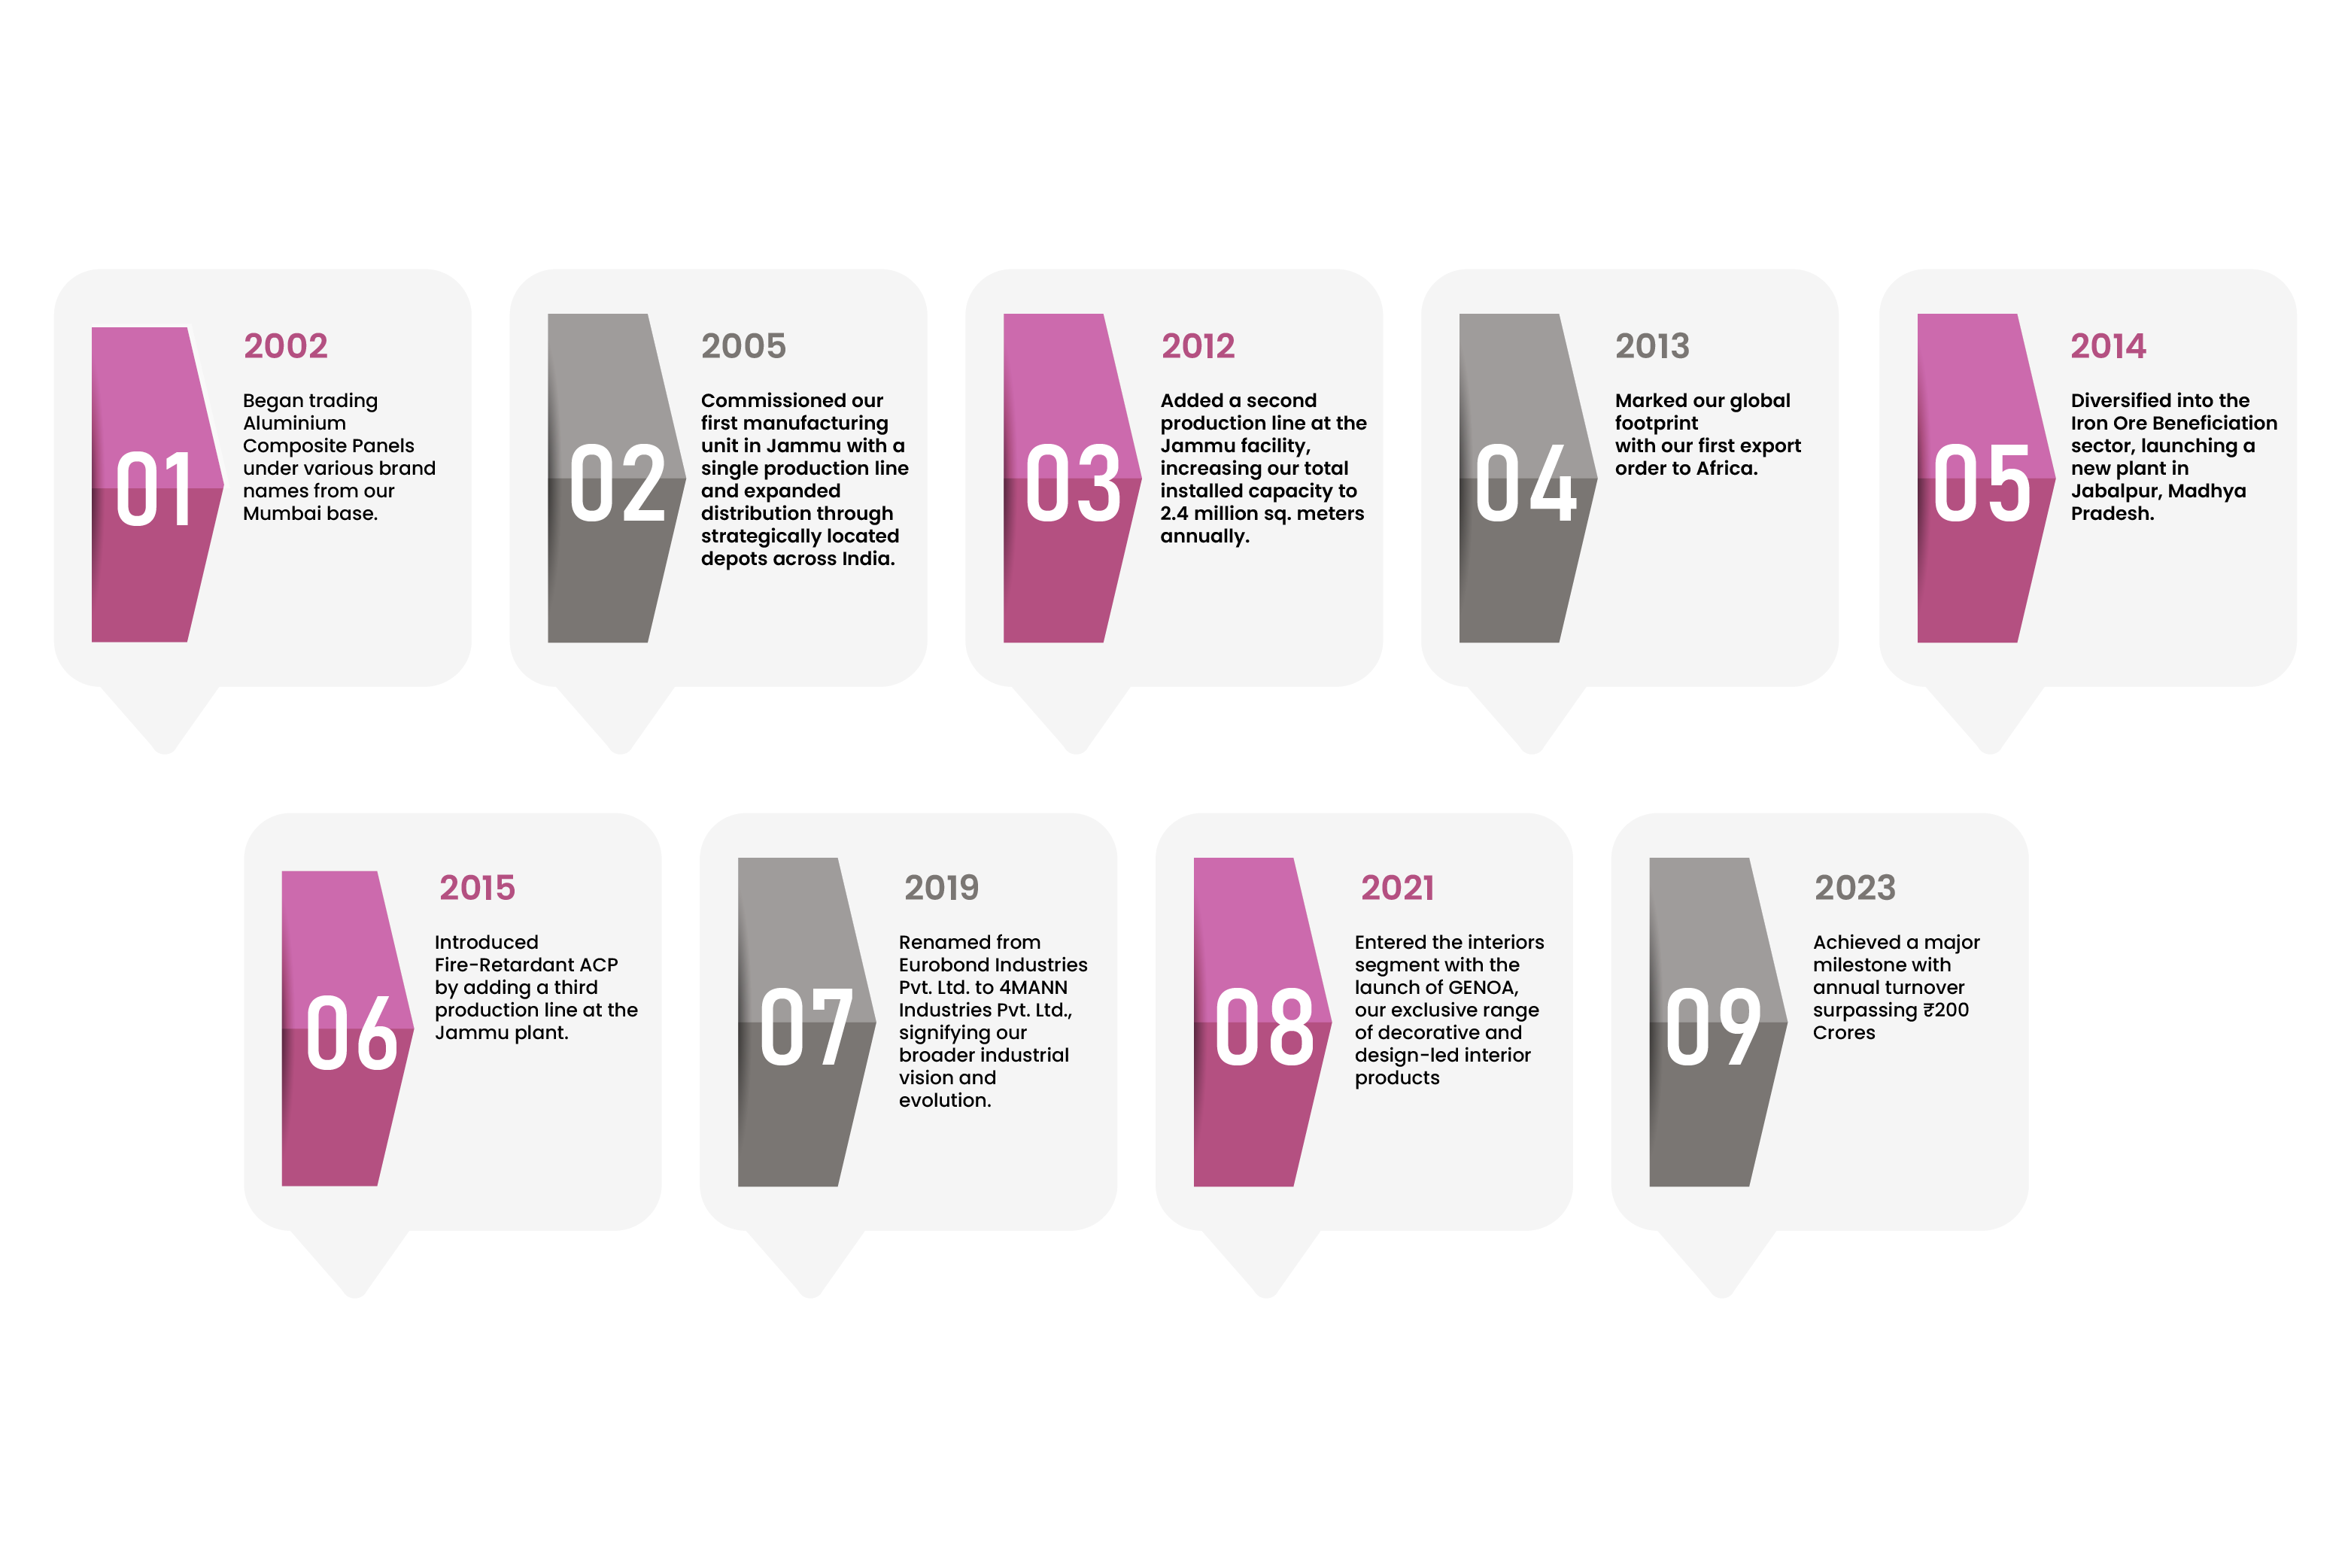 01
2002
Began trading
Aluminium
Composite Panels
under various brand
names from our
Mumbai base.
02
2005
Commissioned our
first manufacturing
unit in Jammu with a
single production line
and expanded
distribution through
strategically located
depots across India.
03
2012
Added a second
production line at the
Jammu facility,
increasing our total
installed capacity to
2.4 million sq. meters
annually.
04
2013
Marked our global
footprint
with our first export
order to Africa.
05
2014
Diversified into the
Iron Ore Beneficiation
sector, launching a
new plant in
Jabalpur, Madhya
Pradesh.
06
2015
Introduced
Fire-Retardant ACP
by adding a third
production line at the
Jammu plant.
07
2019
Renamed from
Eurobond Industries
Pvt. Ltd. to 4MANN
Industries Pvt. Ltd.,
signifying our
broader industrial
vision and
evolution.
08
2021
Entered the interiors
segment with the
launch of GENOA,
our exclusive range
of decorative and
design-led interior
products
09
2023
Achieved a major
milestone with
annual turnover
surpassing ₹200
Crores